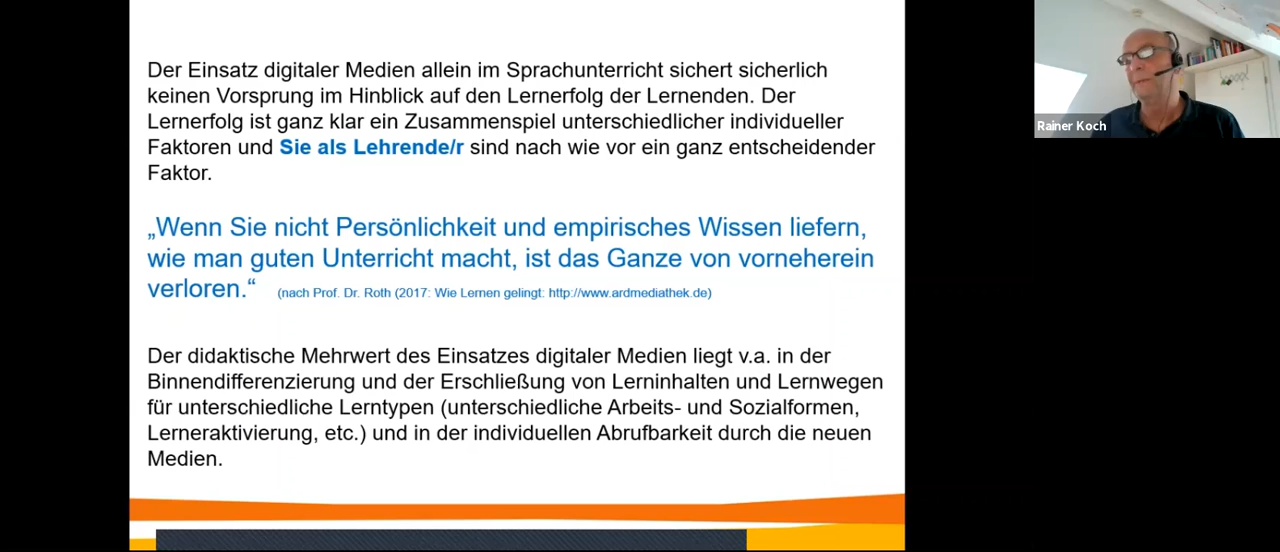 Der Einsatz digitaler Medien allein im Sprachunterricht sichert sicherlich
keinen Vorsprung im Hinblick auf den Lernerfolg der Lernenden. Der
Lernerfolg ist ganz klar ein Zusammenspiel unterschiedlicher individueller
Faktoren und Sie als Lehrende/r sind nach wie vor ein ganz entscheidender
Faktor.
„Wenn Sie nicht Persönlichkeit und empirisches Wissen liefern,
wie man guten Unterricht macht, ist das Ganze von vorneherein
verloren.“ (nach Prof. Dr. Roth (2017: Wie Lernen gelingt: http://www.ardmediathek.de)
Der didaktische Mehrwert des Einsatzes digitaler Medien liegt v.a. in der
Binnendifferenzierung und der Erschließung von Lerninhalten und Lernwegen
für unterschiedliche Lerntypen (unterschiedliche Arbeits- und Sozialformen,
Lerneraktivierung, etc.) und in der individuellen Abrufbarkeit durch die neuen
Medien.
Rainer Koch